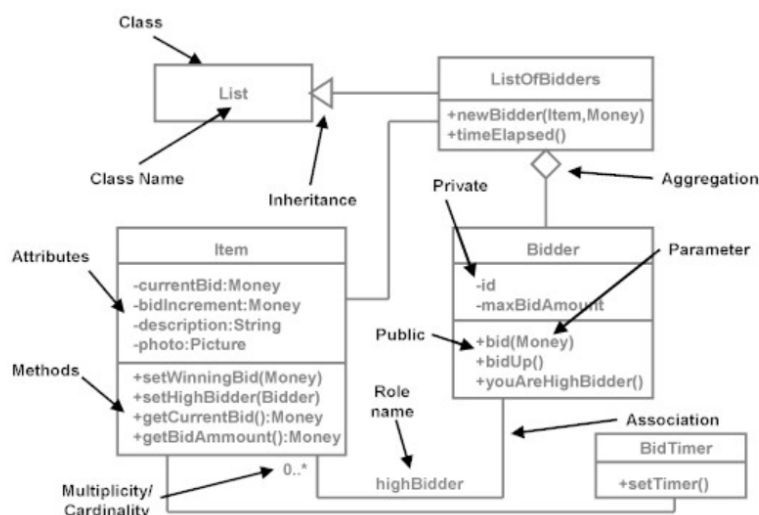 Class
List
Class Name
Inheritance
ListOfBidders
+newBidder(Item,Money)
+timeElapsed()
Aggregation
Private
Parameter
Attributes
Item
-currentBid:Money
-bidIncrement:Money
-description:String
-photo:Picture
Methods
+setWinningBid(Money)
+setHighBidder(Bidder)
+getCurrentBid():Money
+getBidAmmount():Money
Bidder
-id
-maxBidAmount
Public
+bid(Money)
+bidUp()
+youAreHighBidder()
Role
name
Association
BidTimer
+setTimer()
Multiplicity/
Cardinality
0..*
highBidder